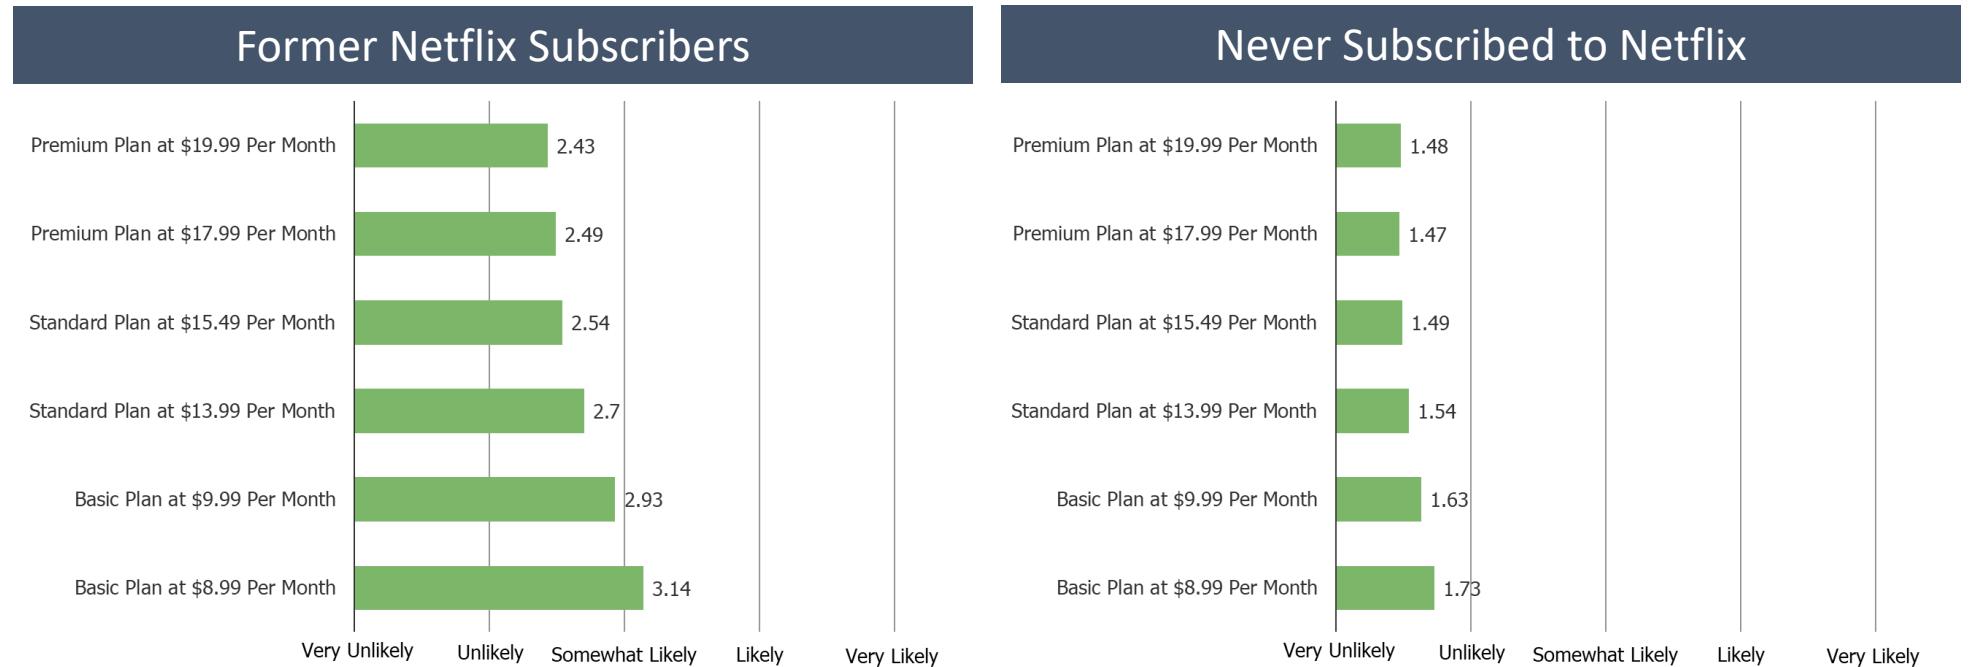 Former Netflix Subscribers
Premium Plan at $19.99 Per Month 2.43
Premium Plan at $17.99 Per Month 2.49
Standard Plan at $15.49 Per Month 2.54
Standard Plan at $13.99 Per Month 2.7
Basic Plan at $9.99 Per Month 2.93
Basic Plan at $8.99 Per Month 3.14
Very Unlikely Unlikely Somewhat Likely Likely Very Likely
Never Subscribed to Netflix
Premium Plan at $19.99 Per Month 1.48
Premium Plan at $17.99 Per Month 1.47
Standard Plan at $15.49 Per Month 1.49
Standard Plan at $13.99 Per Month 1.54
Basic Plan at $9.99 Per Month 1.63
Basic Plan at $8.99 Per Month 1.73
Very Unlikely Unlikely Somewhat Likely Likely Very Likely